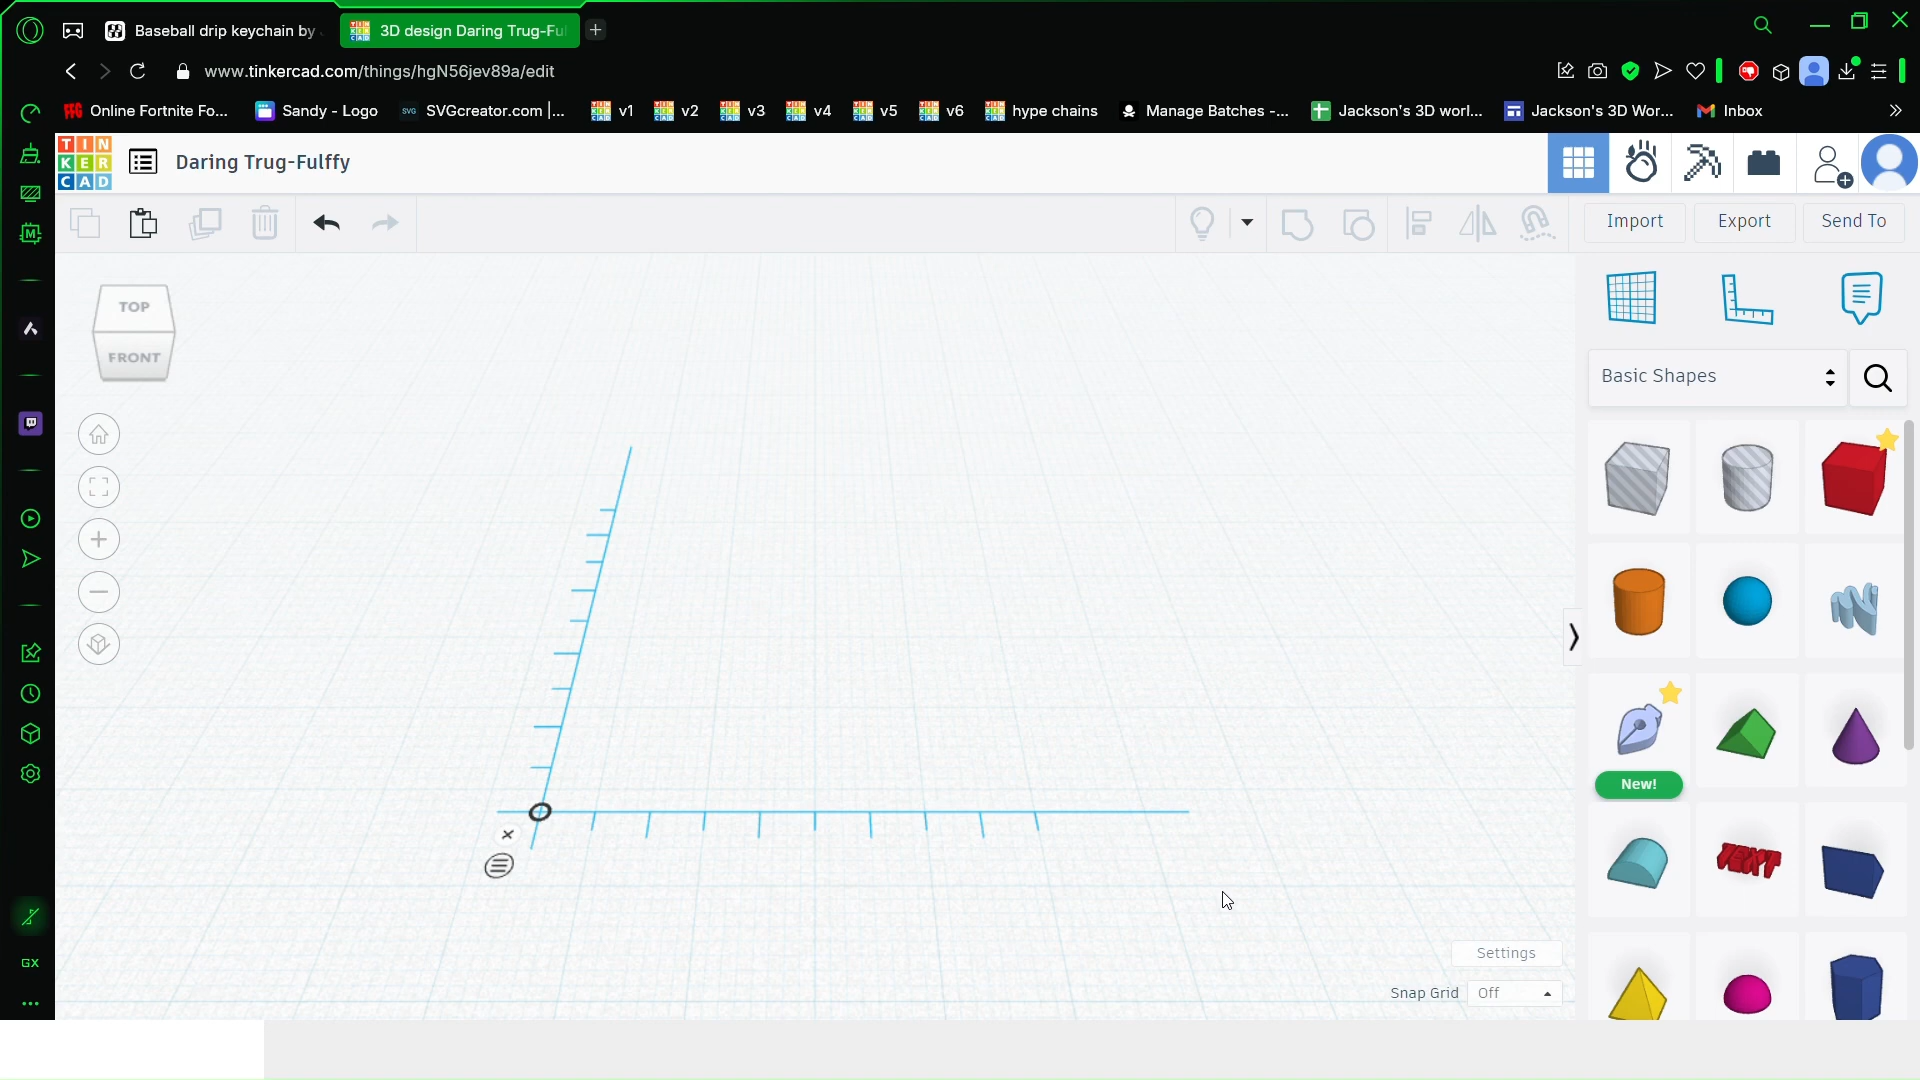 Baseball drip keychain by
3D design Daring Trug-Ful
www.tinkercad.com/things/hgN56jev89a/edit
Online Fortnite Fo...
Sandy - Logo
SVG
SVGcreator.com |...
v1
v2
v3
v4
v5
v6
hype chains
Manage Batches -...
Jackson's 3D worl...
Jackson's 3D Wor...
Inbox
TIN
KER
CAD
Daring Trug-Fulffy
Import
Export
Send To
TOP
FRONT
Basic Shapes
New!
TEXT
Settings
Snap Grid
Off
M
GX